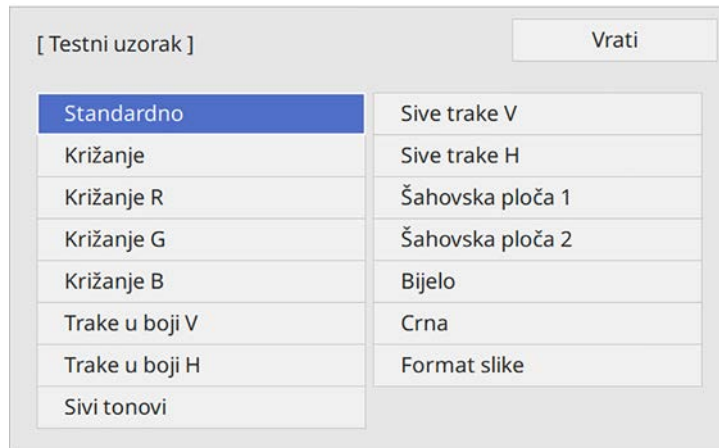 [ Testni uzorak ]
Vrati
Standardno
Križanje
Križanje R
Križanje G
Križanje B
Trake u boji V
Trake u boji H
Sivi tonovi
Sive trake V
Sive trake H
Šahovska ploča 1
Šahovska ploča 2
Bijelo
Crna
Format slike